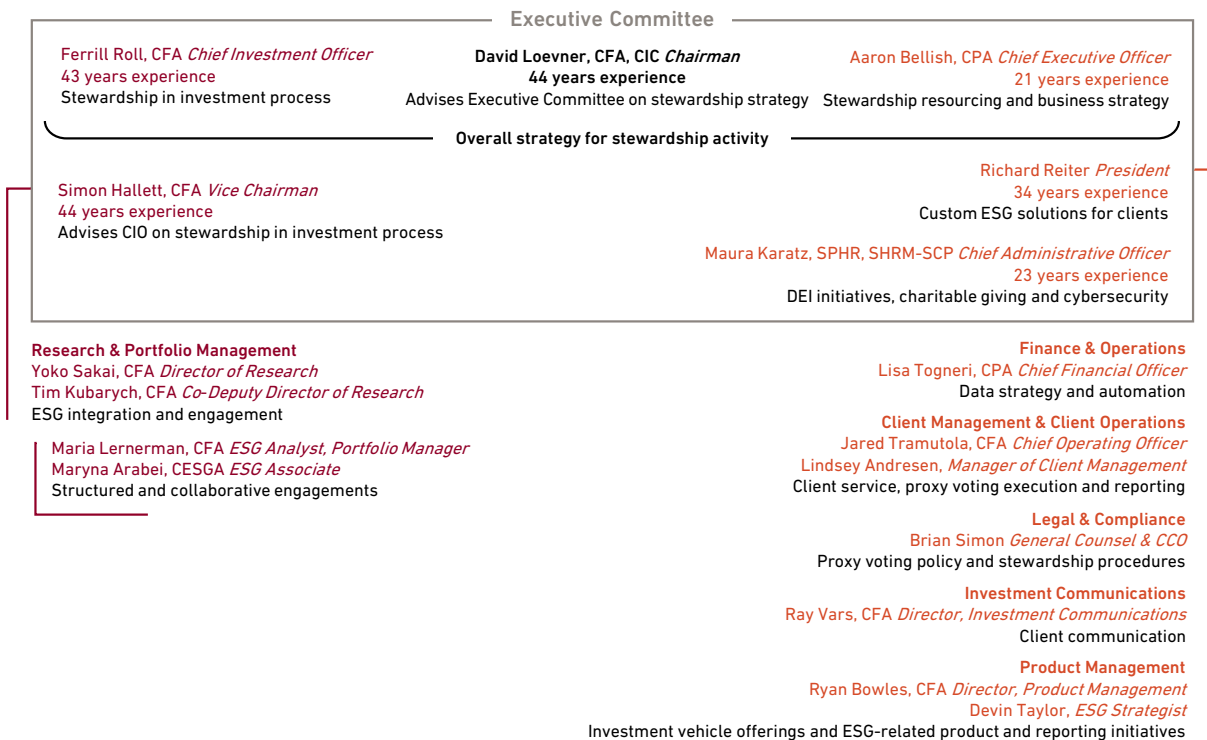 Executive Committee
Ferrill Roll, CFA Chief Investment Officer
43 years experience
Stewardship in investment process
David Loevner, CFA, CIC Chairman
44 years experience
Advises Executive Committee on stewardship strategy
Aaron Bellish, CPA Chief Executive Officer
21 years experience
Stewardship resourcing and business strategy
Overall strategy for stewardship activity
Simon Hallett, CFA Vice Chairman
44 years experience
Advises CIO on stewardship in investment process
Richard Reiter President
34 years experience
Custom ESG solutions for clients
Maura Karatz, SPHR, SHRM-SCP Chief Administrative Officer
23 years experience
DEI initiatives, charitable giving and cybersecurity
Research & Portfolio Management
Yoko Sakai, CFA Director of Research
Tim Kubarych, CFA Co-Deputy Director of Research
ESG integration and engagement
Maria Lernerman, CFA ESG Analyst, Portfolio Manager
Maryna Arabei, CESGA ESG Associate
Structured and collaborative engagements
Finance & Operations
Lisa Togneri, CPA Chief Financial Officer
Data strategy and automation
Client Management & Client Operations
Jared Tramutola, CFA Chief Operating Officer
Lindsey Andresen, Manager of Client Management
Client service, proxy voting execution and reporting
Legal & Compliance
Brian Simon General Counsel & CCO
Proxy voting policy and stewardship procedures
Investment Communications
Ray Vars, CFA Director, Investment Communications
Client communication
Product Management
Ryan Bowles, CFA Director, Product Management
Devin Taylor, ESG Strategist
Investment vehicle offerings and ESG-related product and reporting initiatives